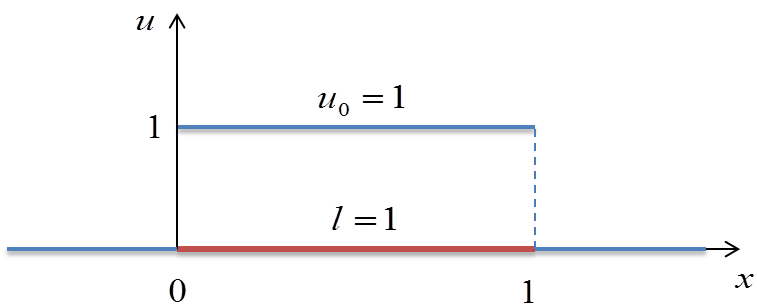 u
u₀ = 1
1
l = 1
0
1
x